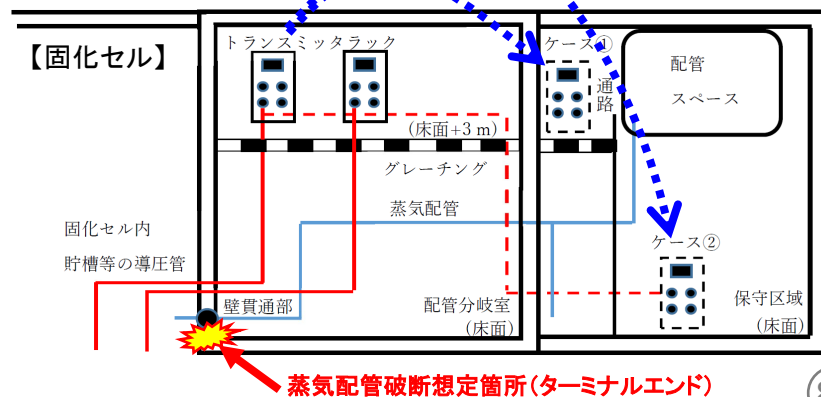 【固化セル】
トランスミッタラック
ケース①
通路
配管
スペース
(床面+3 m)
グレーチング
蒸気配管
固化セル内
貯槽等の導圧管
ケース②
壁貫通部
配管分岐室
(床面)
保守区域
(床面)
蒸気配管破断想定箇所(ターミナルエンド)